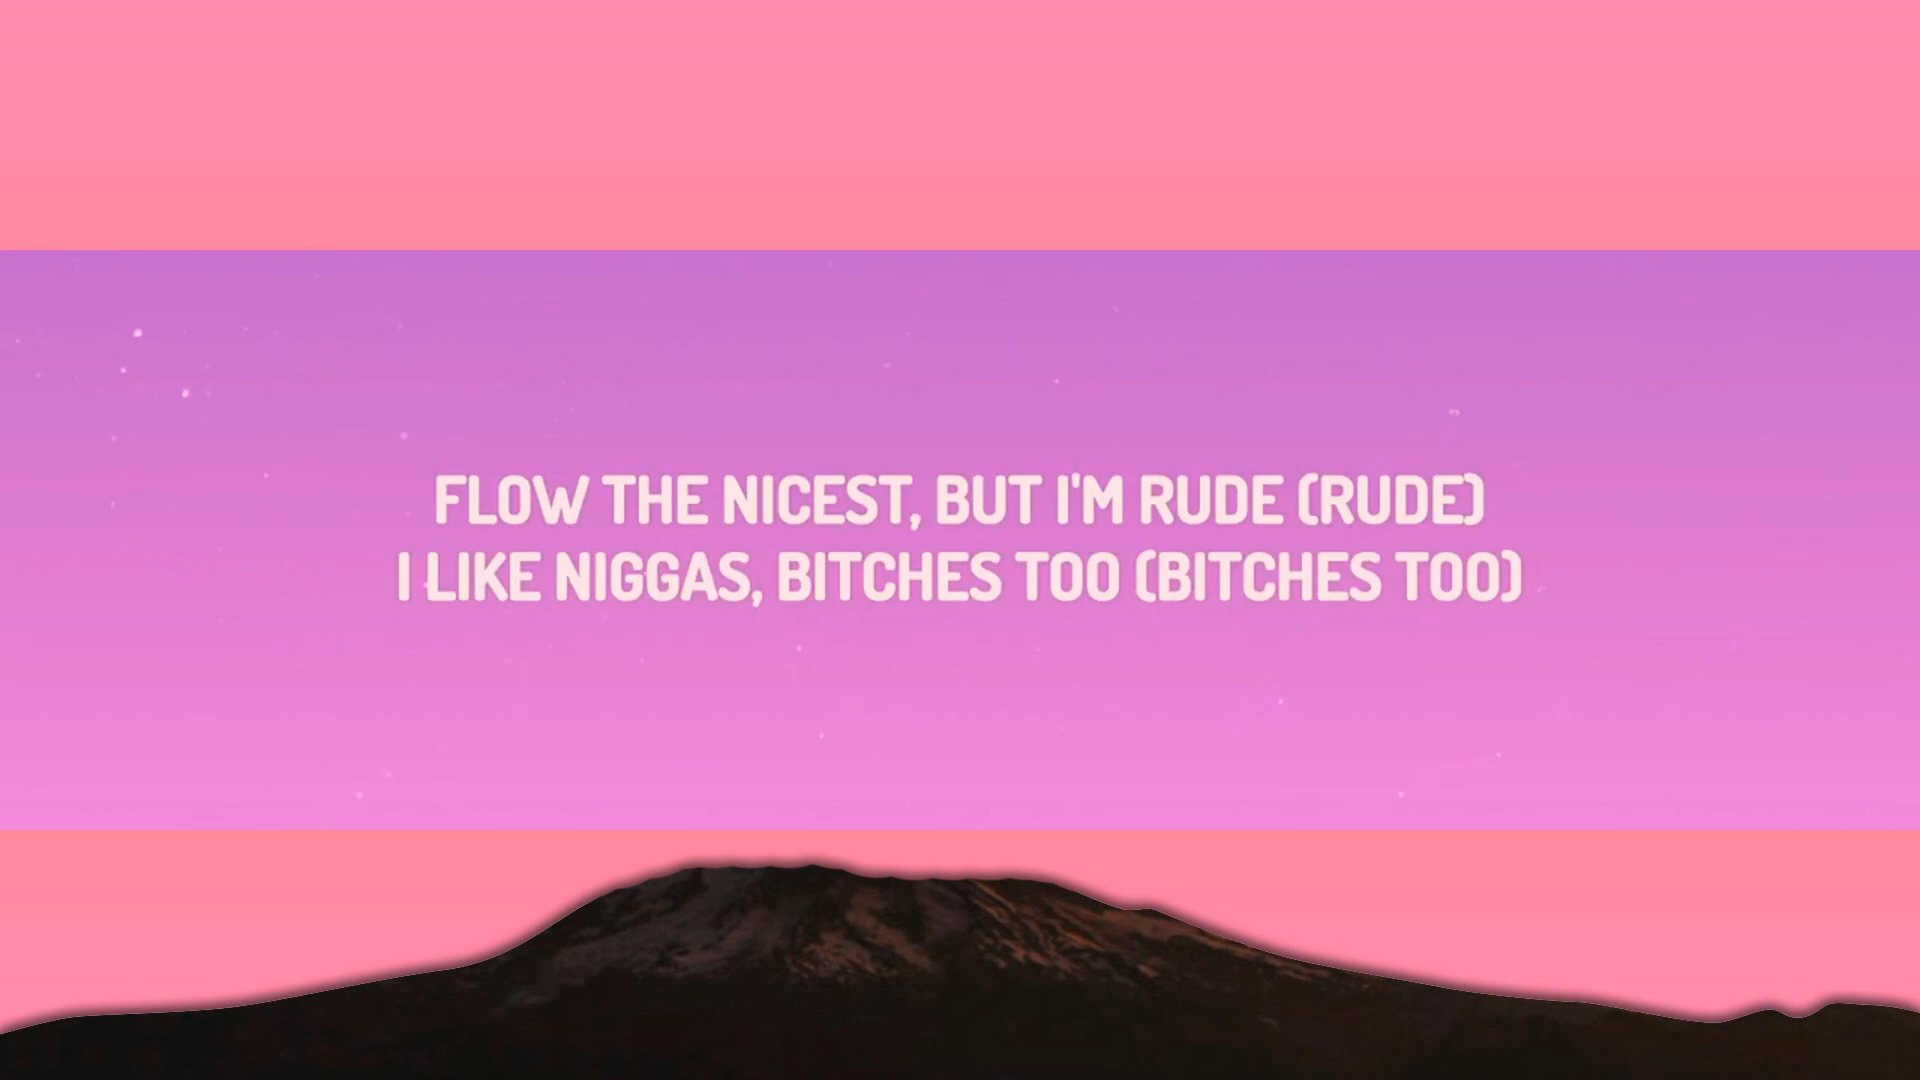 FLOW THE NICEST, BUT I'M RUDE (RUDE)
I LIKE NIGGAS, BITCHES TOO (BITCHES TOO)